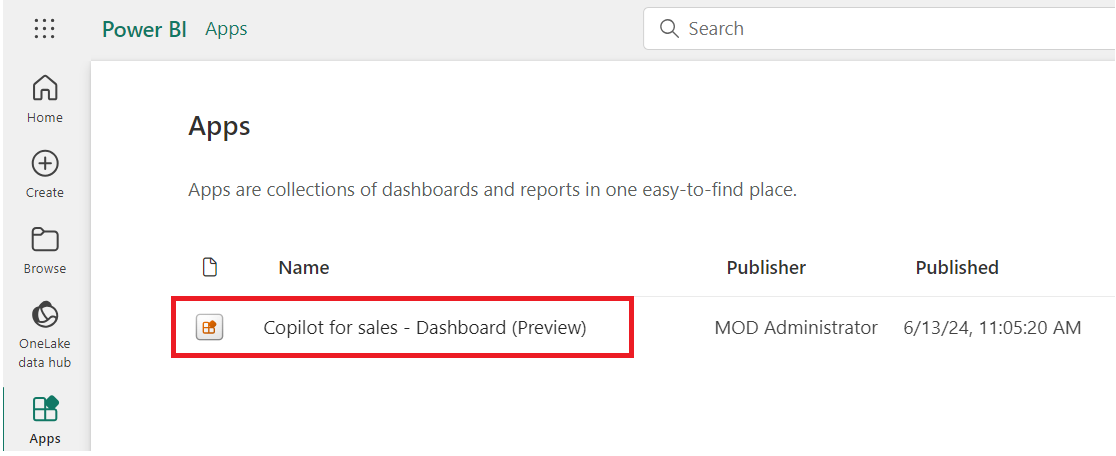 Power BI Apps
Search
Home
Create
Browse
OneLake
data hub
Apps
Apps
Apps are collections of dashboards and reports in one easy-to-find place.
Name Publisher Published
Copilot for sales - Dashboard (Preview) MOD Administrator 6/13/24, 11:05:20 AM